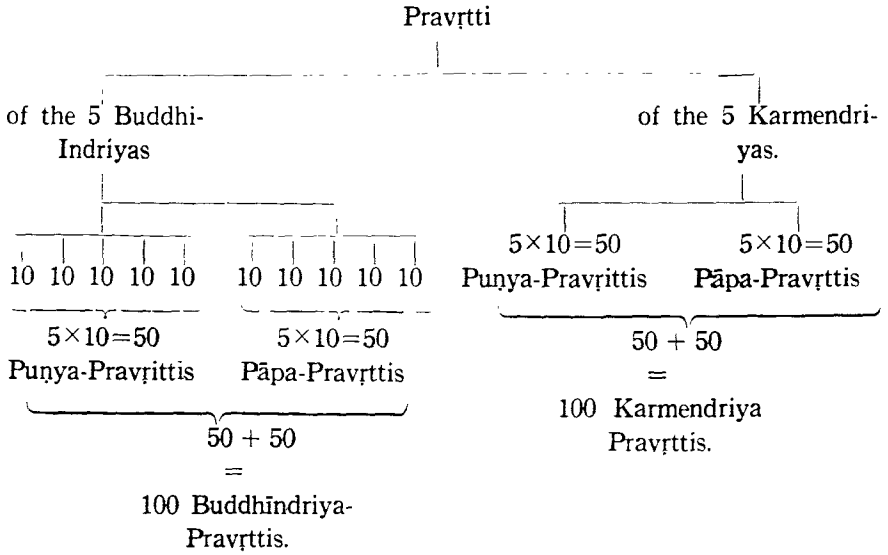 Pravṛtti
of the 5 Buddhi-
Indriyas
of the 5 Karmendri-
yas.
10 10 10 10 10
10 10 10 10 10
5×10=50
Puṇya-Pravṛittis
5×10=50
Pāpa-Pravṛttis
50 + 50
=
100 Buddhīndriya-
Pravṛttis.
5×10=50
Puṇya-Pravṛittis
5×10=50
Pāpa-Pravṛttis
50 + 50
=
100 Karmendriya
Pravṛttis.